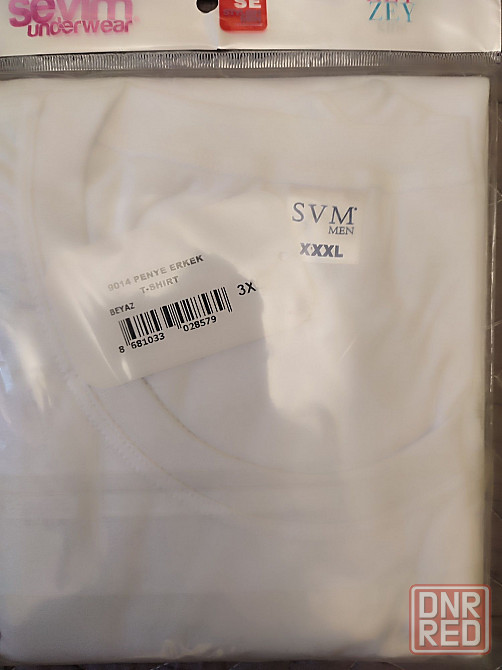 sevim
underwear
SE
ZEY
SVM
MEN
XXXL
9014 PENYE ERKEK
T-SHIRT
BEYAZ
3X
8 681033 028579
DNR
RED